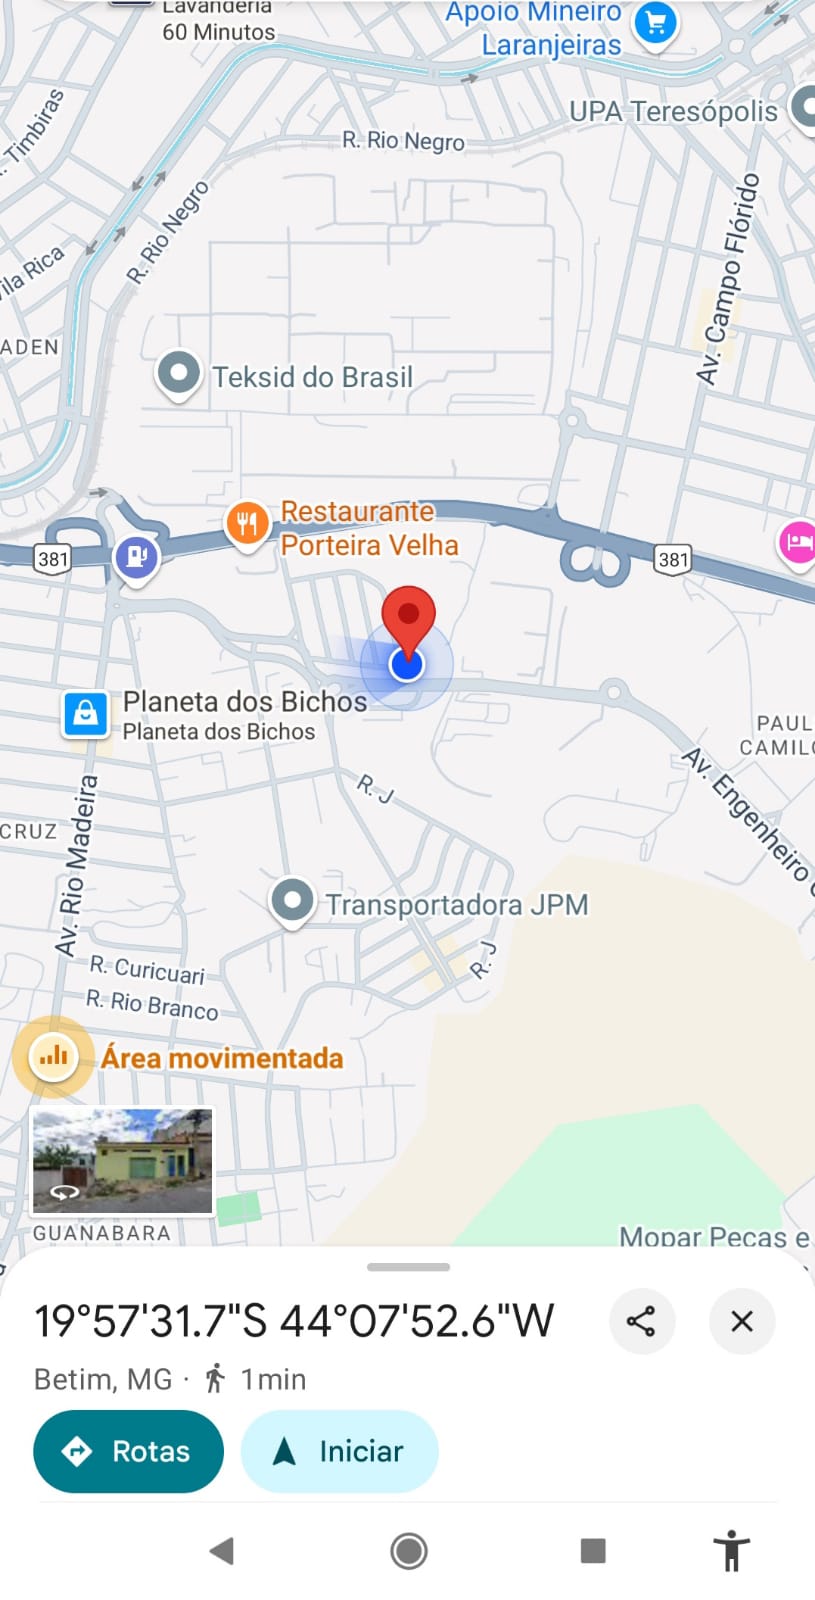 Lavanderia
60 Minutos
Apoio Mineiro
Laranjeiras
UPA Teresópolis
R. Rio Negro
Timbiras
R. Rio Negro
Av. Campo Flórido
Vila Rica
ADEN
Teksid do Brasil
Restaurante
Porteira Velha
381
381
Planeta dos Bichos
Planeta dos Bichos
PAUL
CAMILO
R. J
Av. Engenheiro
CRUZ
Av. Rio Madeira
Transportadora JPM
R. J
R. Curicuari
R. Rio Branco
Área movimentada
GUANABARA
Mopar Peças e
19°57'31.7"S 44°07'52.6"W
Betim, MG · 1 min
Rotas
Iniciar